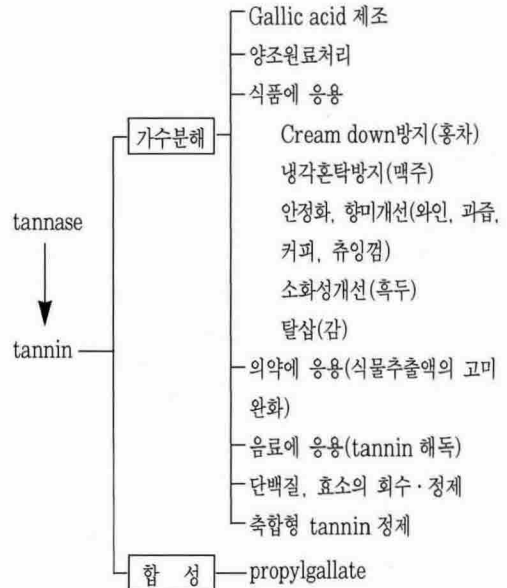 Gallic acid 제조
양조원료처리
식품에 응용
가수분해
Cream down방지(홍차)
냉각혼탁방지(맥주)
안정화, 향미개선(와인, 과즙,
커피, 츄잉껌)
소화성개선(흑두)
탈삽(감)
tannase
tannin
의약에 응용(식물추출액의 고미
완화)
음료에 응용(tannin 해독)
단백질, 효소의 회수·정제
축합형 tannin 정제
합 성
propylgallate